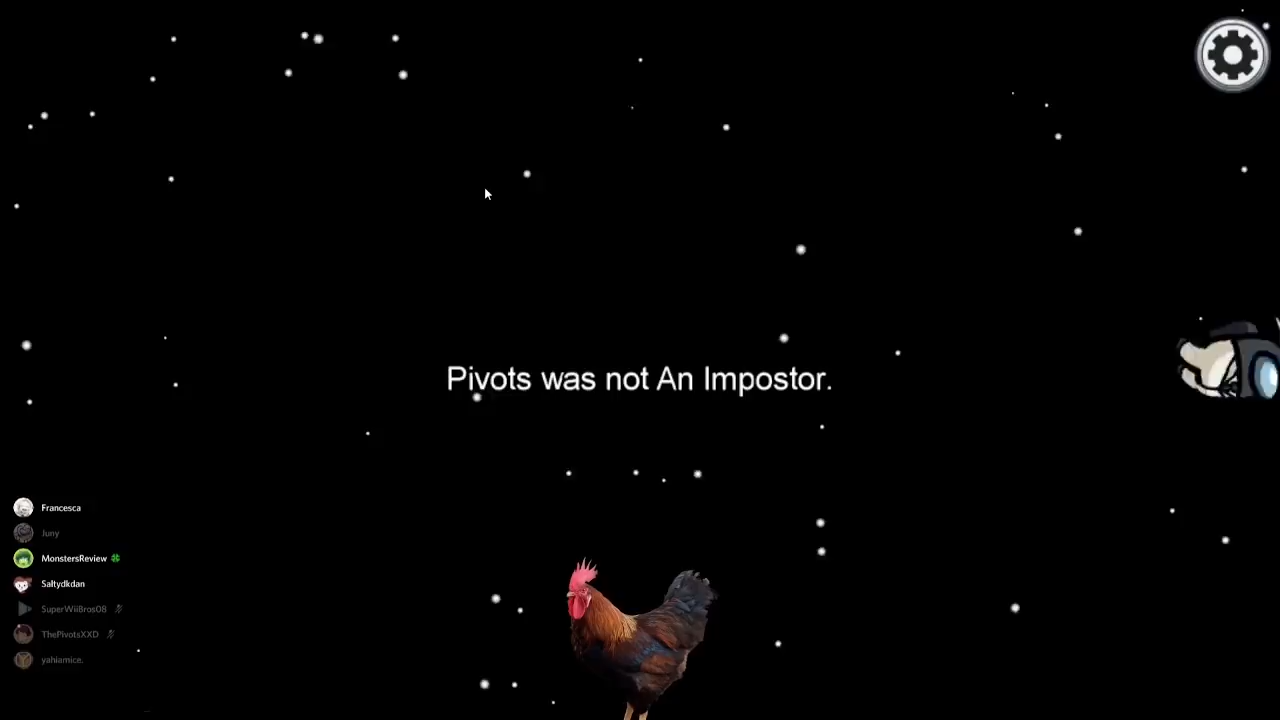 Pivots was not An Impostor.
Francesca
Juny
MonstersReview
Saltydkdan
SuperWiiBros08
ThePivotsXXD
yahiamice.